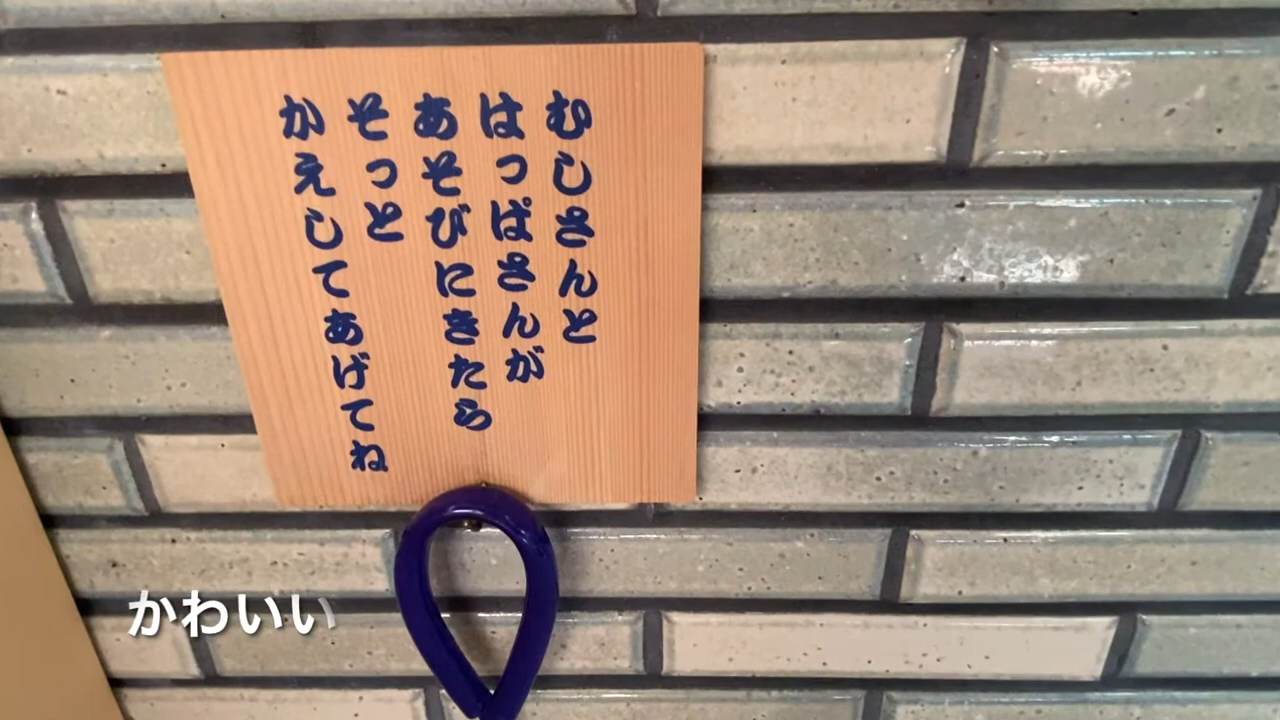 むしさんと
はっぱさんが
あそびにきたら
そっと
かえしてあげてね
かわいい